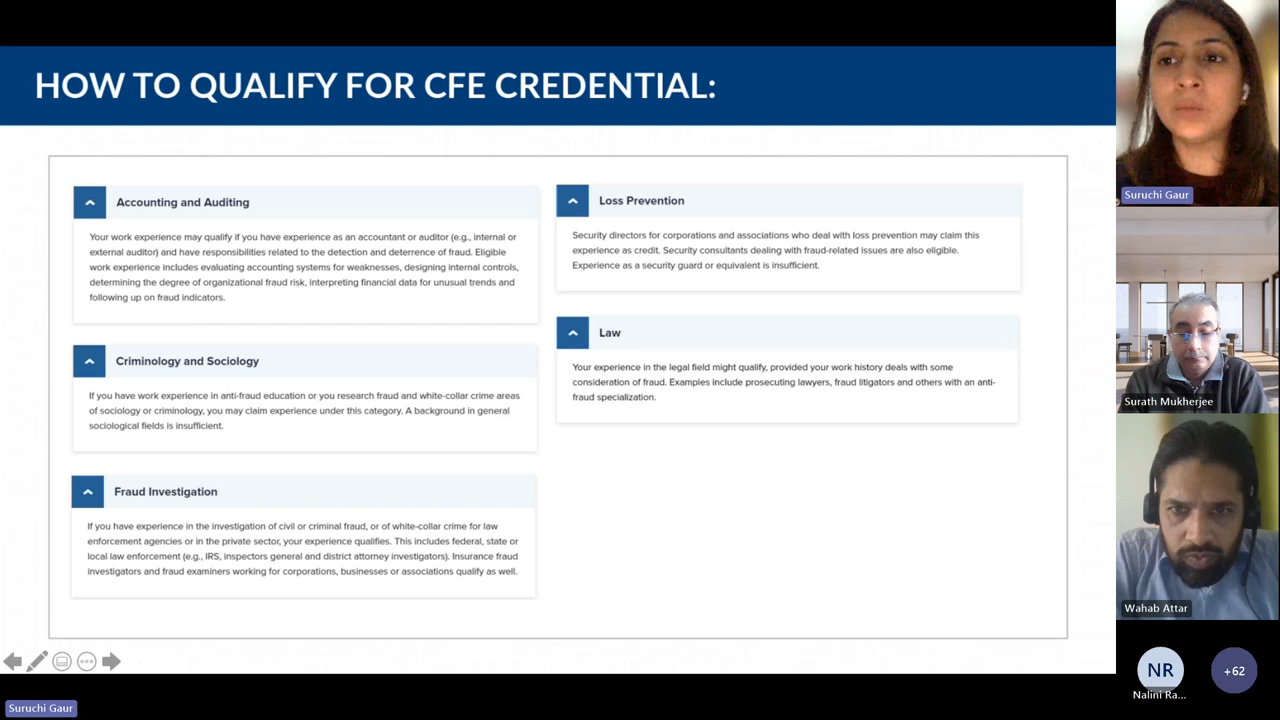 HOW TO QUALIFY FOR CFE CREDENTIAL:
Accounting and Auditing
Your work experience may qualify if you have experience as an accountant or auditor (e.g., internal or
external auditor) and have responsibilities related to the detection and deterrence of fraud. Eligible
work experience includes evaluating accounting systems for weaknesses, designing internal controls,
determining the degree of organizational fraud risk, interpreting financial data for unusual trends and
following up on fraud indicators.
Criminology and Sociology
If you have work experience in anti-fraud education or you research fraud and white-collar crime areas
of sociology or criminology, you may claim experience under this category. A background in general
sociological fields is insufficient.
Fraud Investigation
If you have experience in the investigation of civil or criminal fraud, or of white-collar crime for law
enforcement agencies or in the private sector, your experience qualifies. This includes federal, state or
local law enforcement (e.g., IRS, inspectors general and district attorney investigators). Insurance fraud
investigators and fraud examiners working for corporations, businesses or associations qualify as well.
Loss Prevention
Security directors for corporations and associations who deal with loss prevention may claim this
experience as credit. Security consultants dealing with fraud-related issues are also eligible.
Experience as a security guard or equivalent is insufficient.
Law
Your experience in the legal field might qualify, provided your work history deals with some
consideration of fraud. Examples include prosecuting lawyers, fraud litigators and others with an anti-
fraud specialization.
Suruchi Gaur
Surath Mukherjee
Wahab Attar
NR
Nalini Ra...
+62
Suruchi Gaur